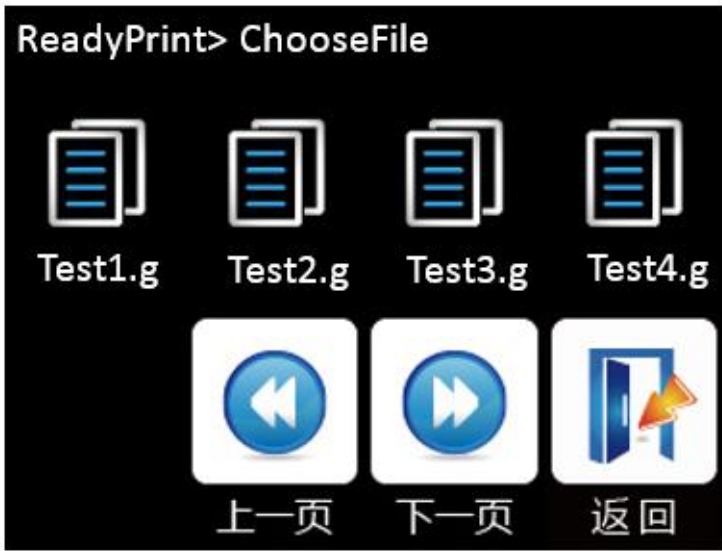 ReadyPrint> ChooseFile
Test1.g Test2.g Test3.g Test4.g
上一页 下一页 返回